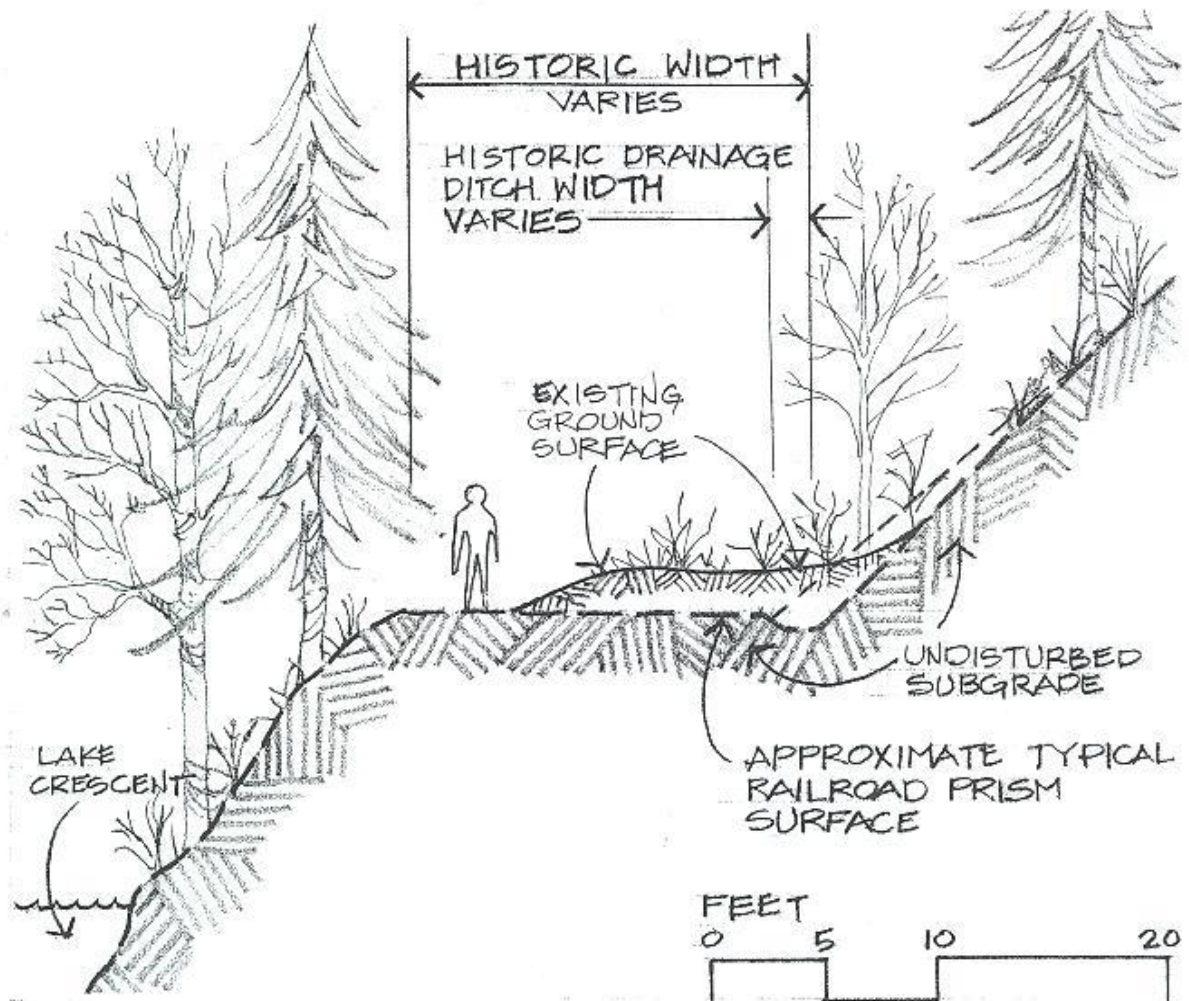 HISTORIC WIDTH
VARIES
HISTORIC DRAINAGE
DITCH WIDTH
VARIES
EXISTING
GROUND
SURFACE
UNDISTURBED
SUBGRADE
LAKE
CRESCENT
APPROXIMATE TYPICAL
RAILROAD PRISM
SURFACE
FEET
0 5 10 20